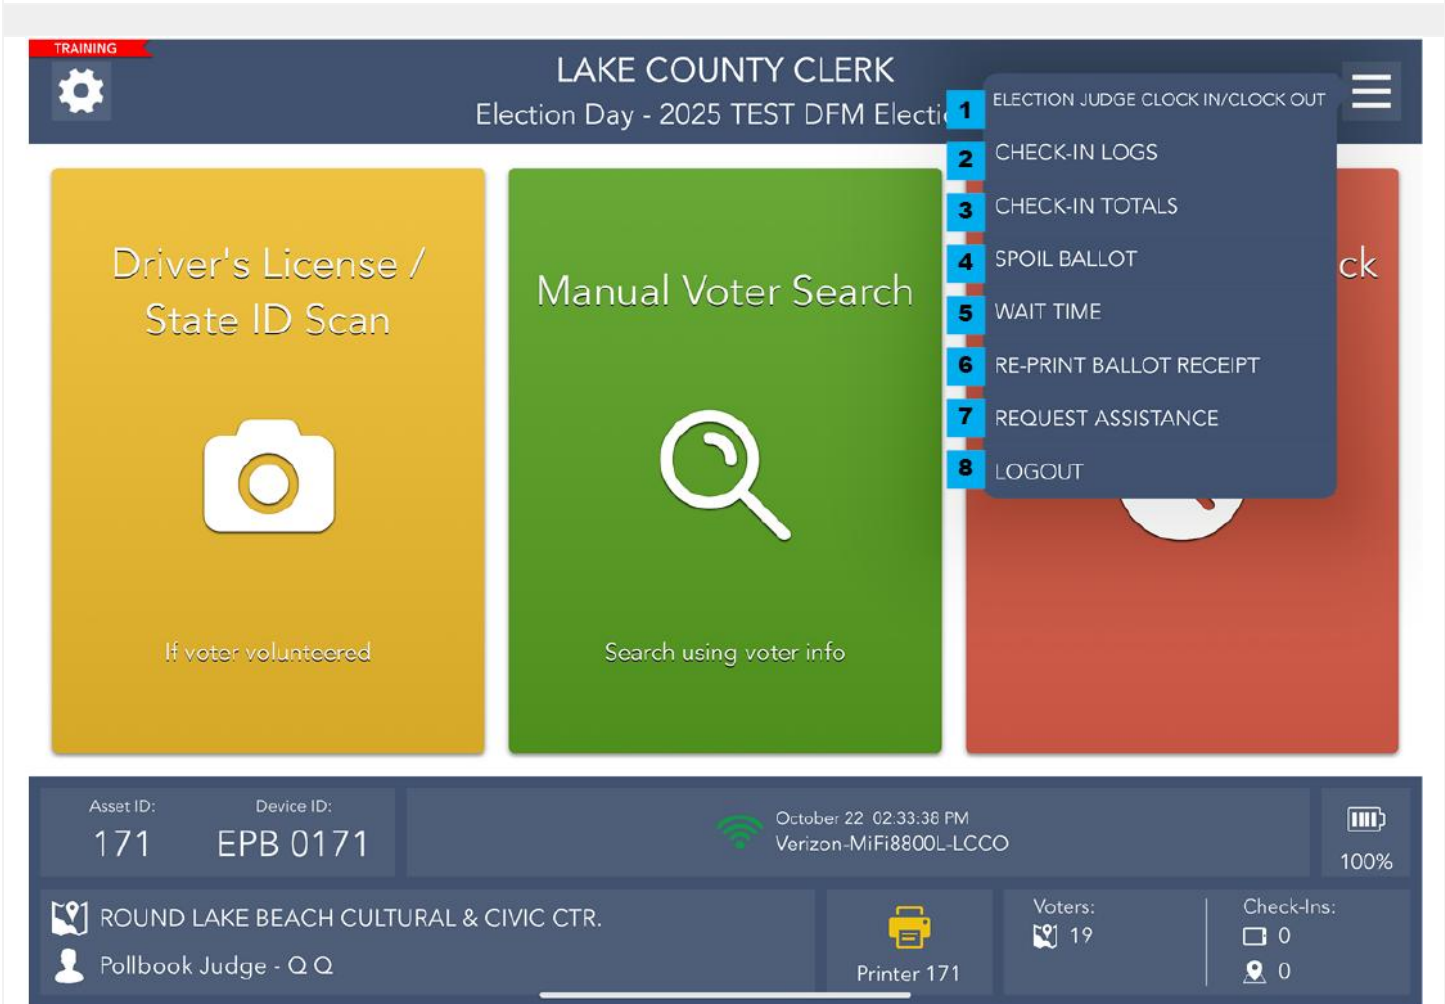 TRAINING
LAKE COUNTY CLERK
Election Day - 2025 TEST DFM Electi
1 ELECTION JUDGE CLOCK IN/CLOCK OUT
2 CHECK-IN LOGS
3 CHECK-IN TOTALS
4 SPOIL BALLOT
5 WAIT TIME
6 RE-PRINT BALLOT RECEIPT
7 REQUEST ASSISTANCE
8 LOGOUT
Driver's License /
State ID Scan
If voter volunteered
Manual Voter Search
Search using voter info
ck
Asset ID:
171
Device ID:
EPB 0171
October 22 02:33:38 PM
Verizon-MiFi8800L-LCCO
100%
ROUND LAKE BEACH CULTURAL & CIVIC CTR.
Pollbook Judge - Q Q
Printer 171
Voters:
19
Check-Ins:
0
0